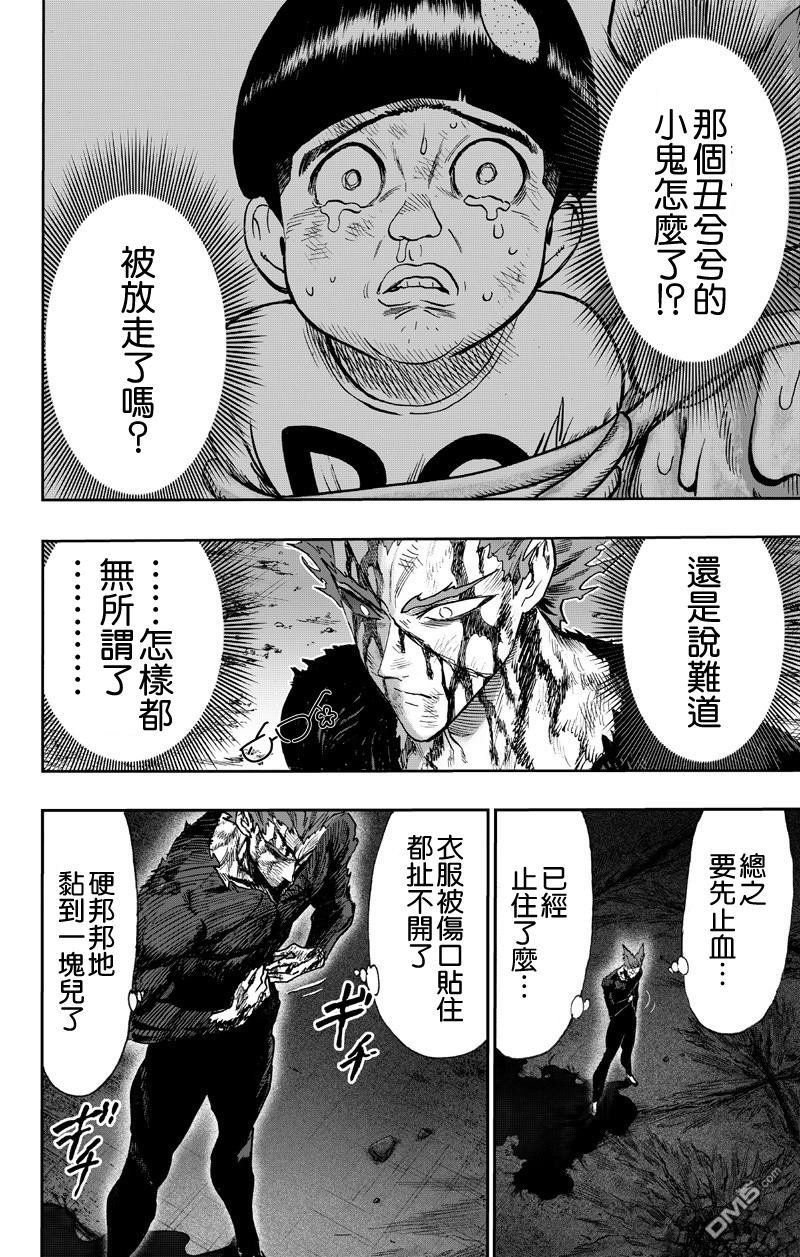 那個丑兮兮的
小鬼怎麼了!?
被放走了嗎？
還是說難道
……怎樣都
無所謂了
………
總之
要先止血…
已經
止住了麼…
衣服被傷口貼住
都扯不開了
硬邦邦地
黏到一塊兒了
ギチ
ギチ
DM5.com